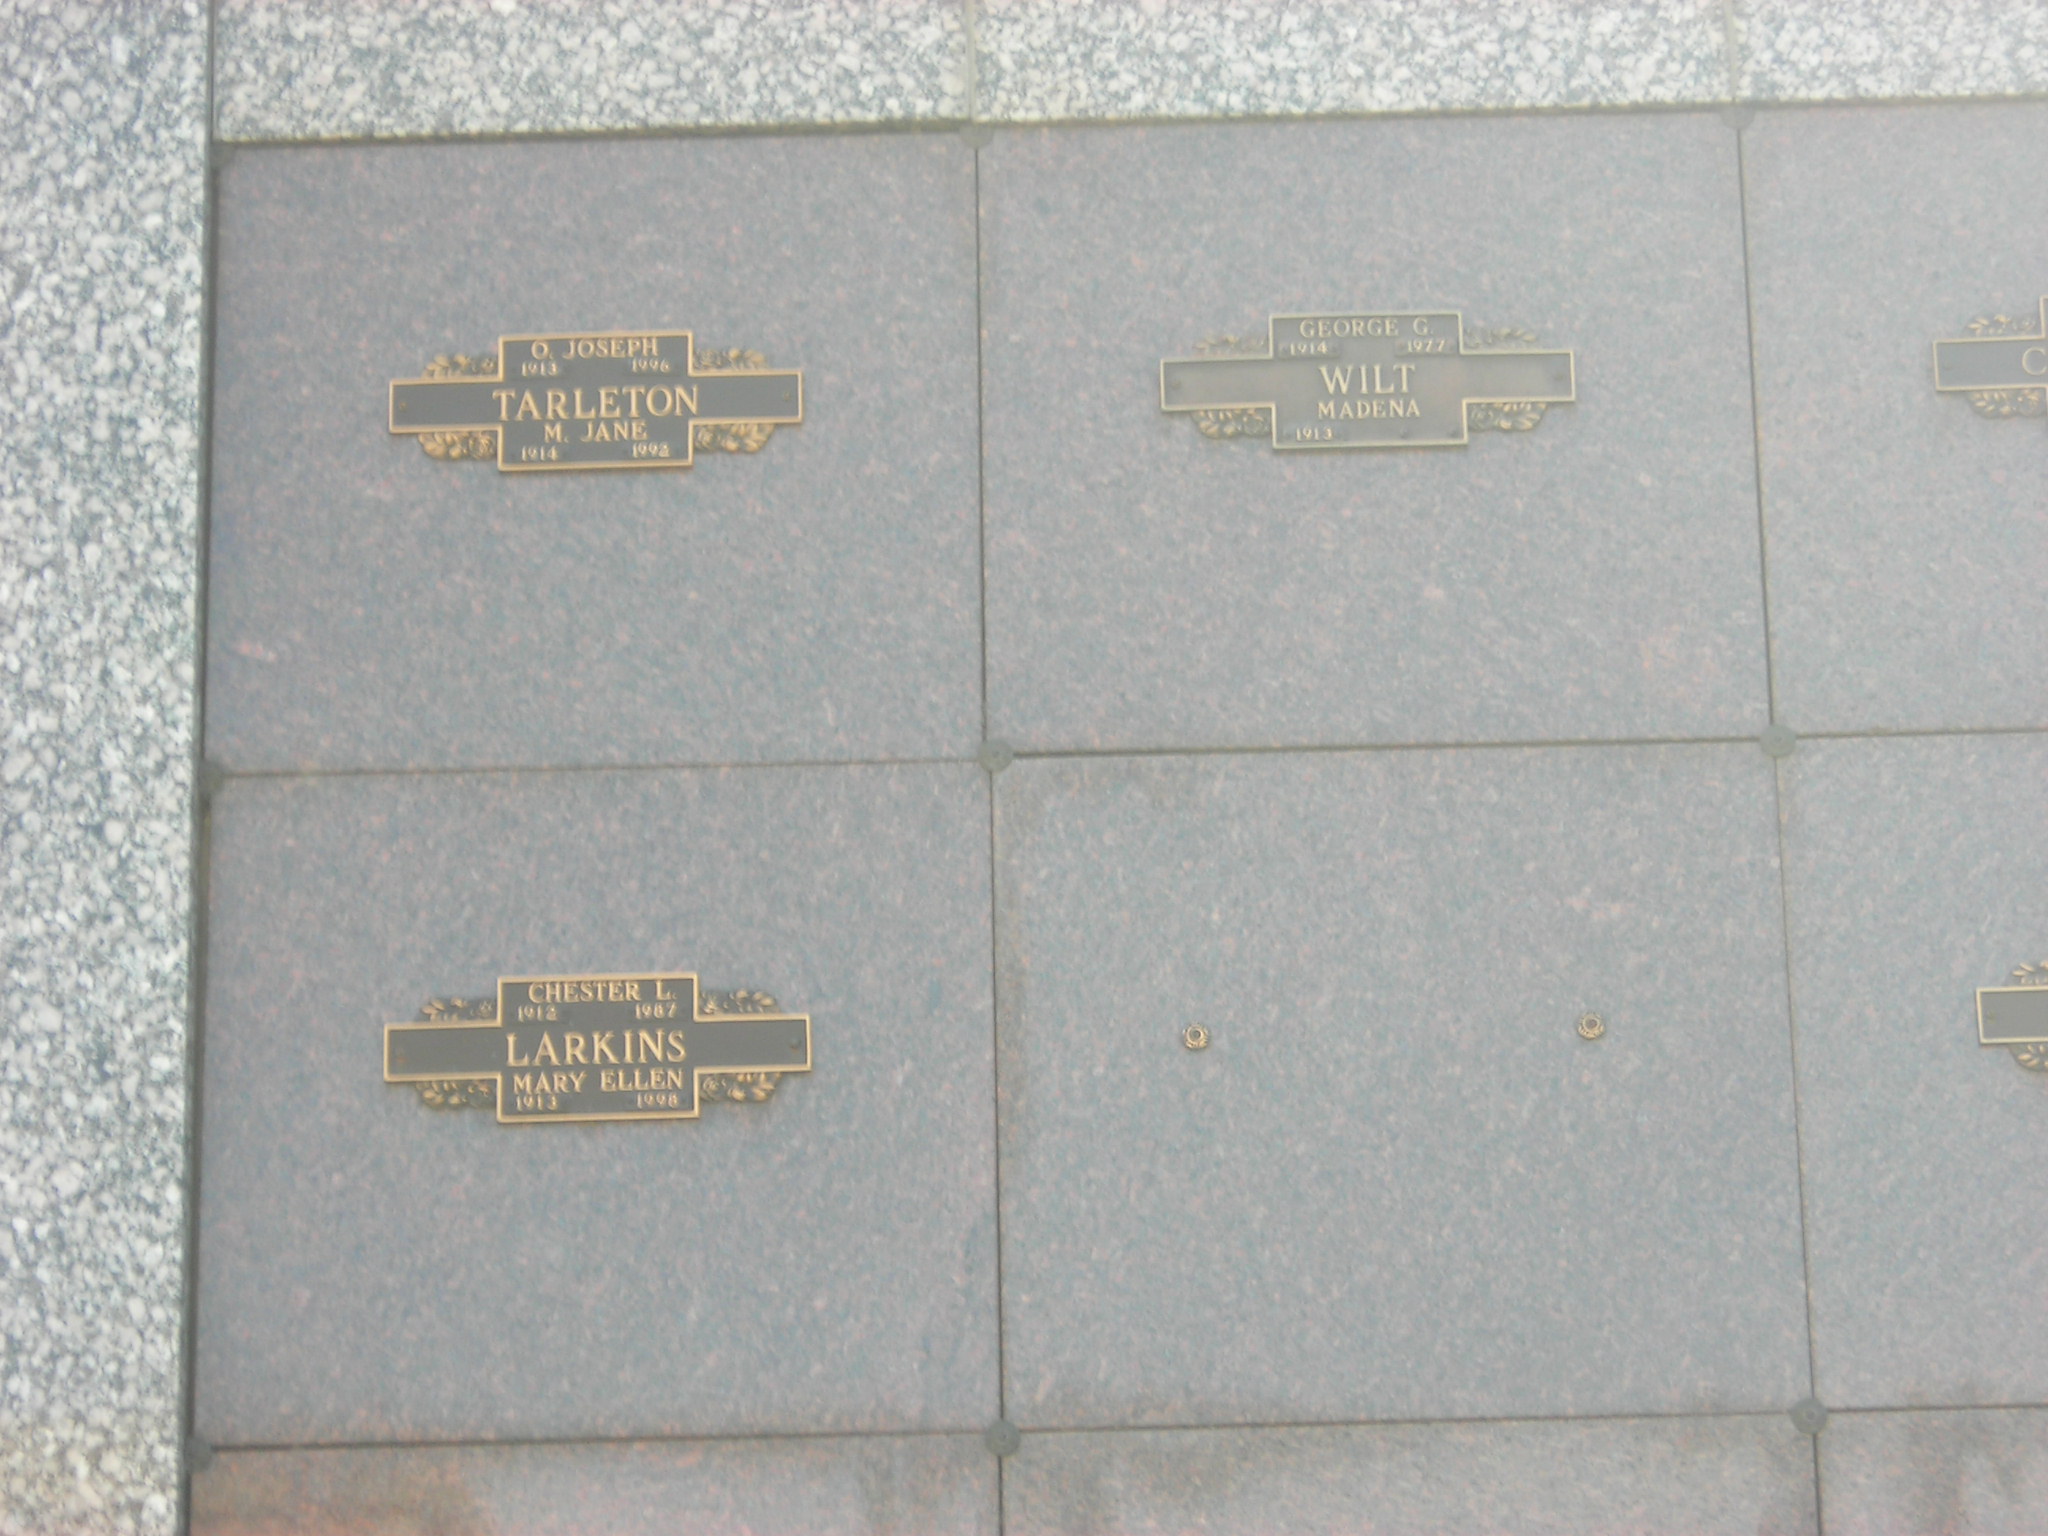 O. JOSEPH
1913 1996
TARLETON
M. JANE
1914 1992
GEORGE G.
1914 1977
WILT
MADENA
1913
C
CHESTER L.
1912 1987
LARKINS
MARY ELLEN
1913 1998